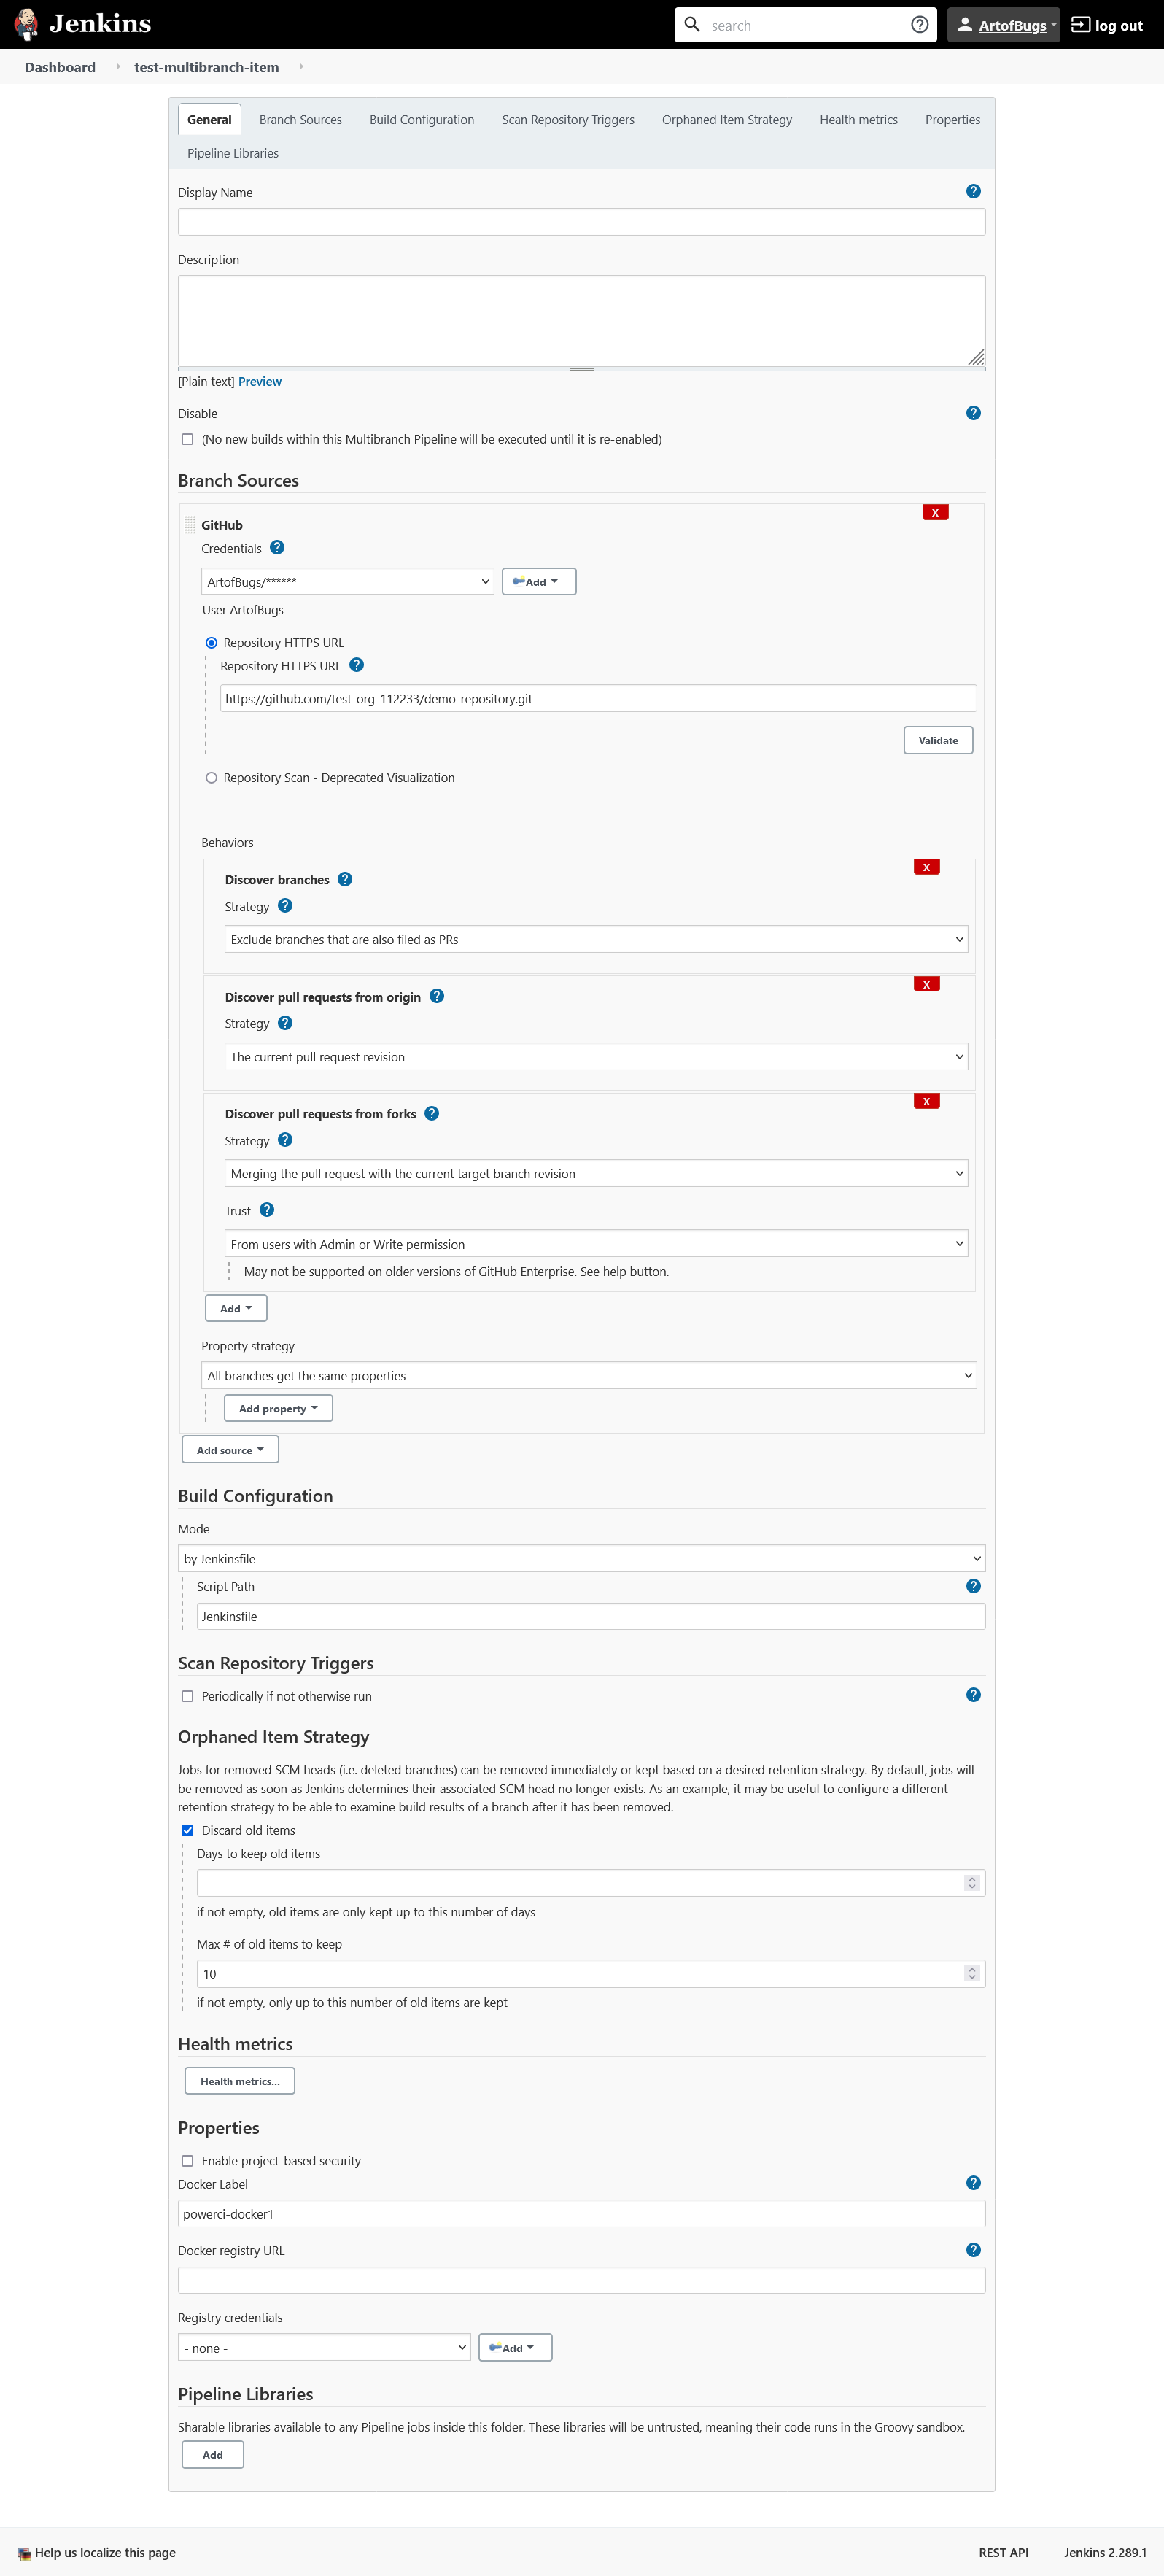 Jenkins
search
ArtofBugs
log out
Dashboard
test-multibranch-item
General
Branch Sources
Build Configuration
Scan Repository Triggers
Orphaned Item Strategy
Health metrics
Properties
Pipeline Libraries
Display Name
Description
[Plain text] Preview
Disable
(No new builds within this Multibranch Pipeline will be executed until it is re-enabled)
Branch Sources
X
GitHub
Credentials
ArtofBugs/******
Add
User ArtofBugs
Repository HTTPS URL
Repository HTTPS URL
https://github.com/test-org-112233/demo-repository.git
Validate
Repository Scan - Deprecated Visualization
Behaviors
X
Discover branches
Strategy
Exclude branches that are also filed as PRs
X
Discover pull requests from origin
Strategy
The current pull request revision
X
Discover pull requests from forks
Strategy
Merging the pull request with the current target branch revision
Trust
From users with Admin or Write permission
May not be supported on older versions of GitHub Enterprise. See help button.
Add
Property strategy
All branches get the same properties
Add property
Add source
Build Configuration
Mode
by Jenkinsfile
Script Path
Jenkinsfile
Scan Repository Triggers
Periodically if not otherwise run
Orphaned Item Strategy
Jobs for removed SCM heads (i.e. deleted branches) can be removed immediately or kept based on a desired retention strategy. By default, jobs will
be removed as soon as Jenkins determines their associated SCM head no longer exists. As an example, it may be useful to configure a different
retention strategy to be able to examine build results of a branch after it has been removed.
Discard old items
Days to keep old items
if not empty, old items are only kept up to this number of days
Max # of old items to keep
10
if not empty, only up to this number of old items are kept
Health metrics
Health metrics...
Properties
Enable project-based security
Docker Label
powerci-docker1
Docker registry URL
Registry credentials
- none -
Add
Pipeline Libraries
Sharable libraries available to any Pipeline jobs inside this folder. These libraries will be untrusted, meaning their code runs in the Groovy sandbox.
Add
Help us localize this page
REST API
Jenkins 2.289.1